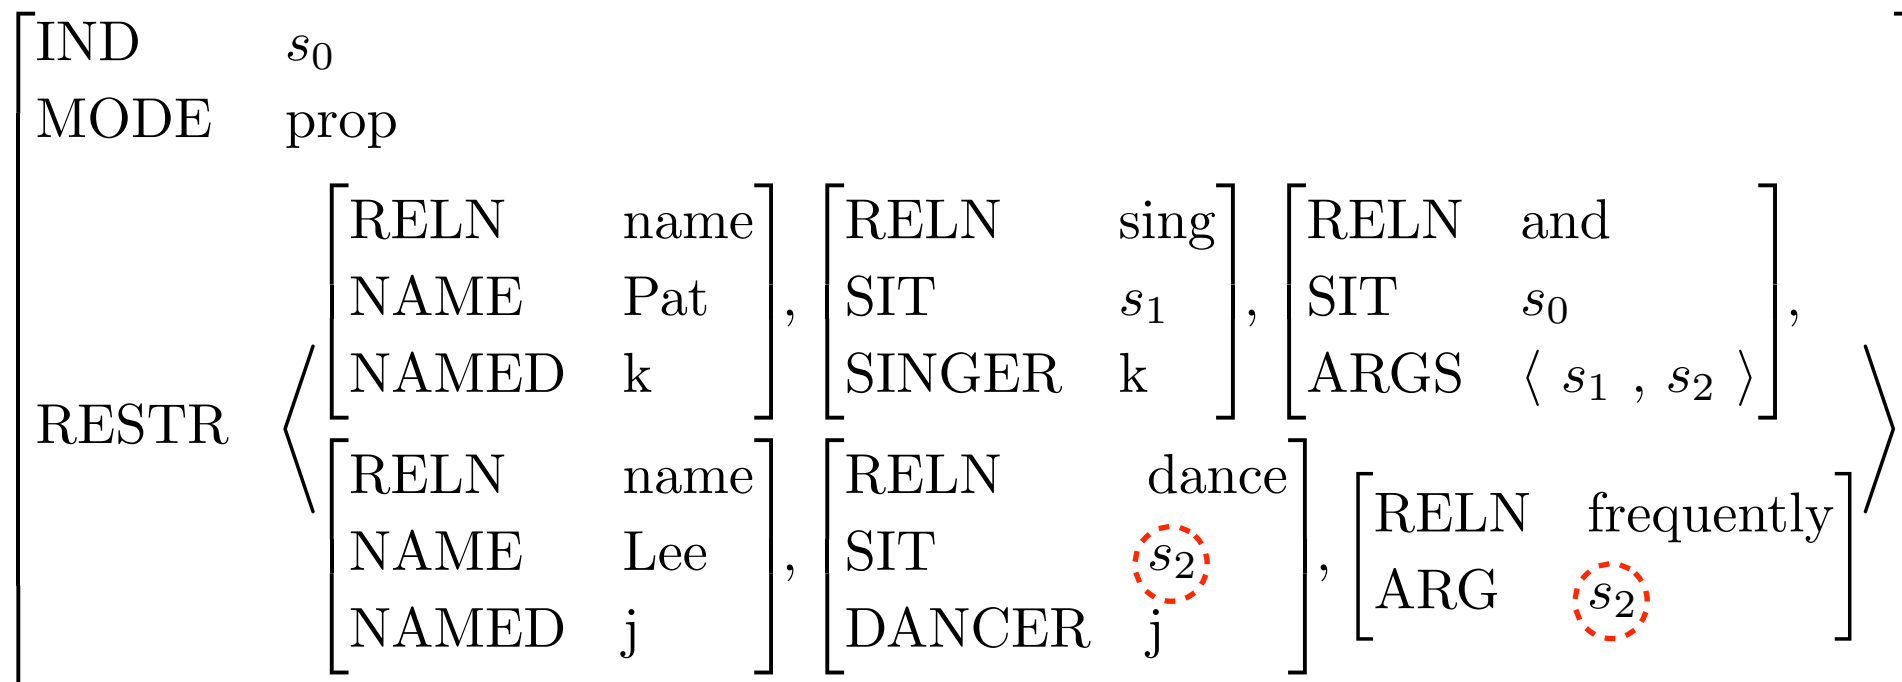 IND s₀
MODE prop
RELN name RELN sing RELN and
NAME Pat , SIT s₁ , SIT s₀ ,
NAMED k SINGER k ARGS ⟨ s₁ , s₂ ⟩
RESTR ⟨ ⟩
RELN name RELN dance RELN frequently
NAME Lee , SIT s₂ , ARG s₂
NAMED j DANCER j